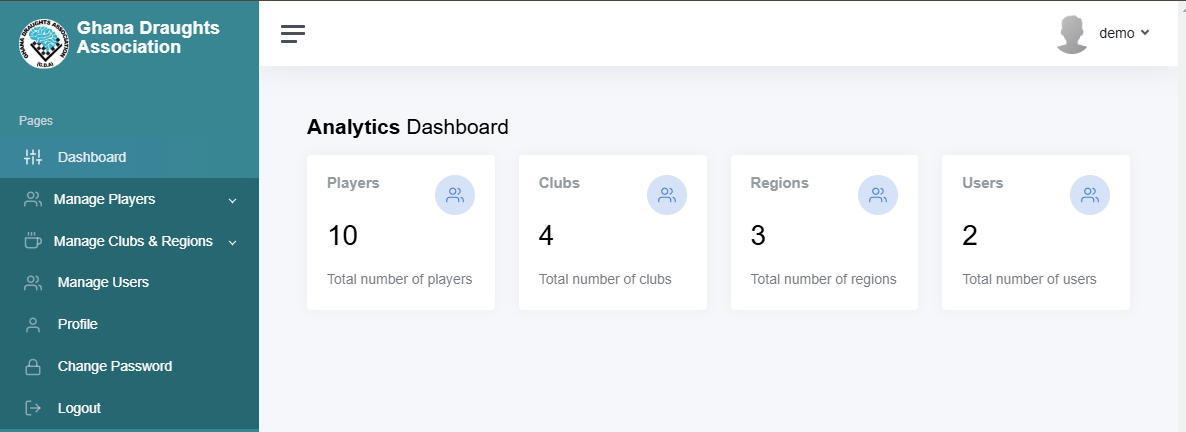 GHANA DRAUGHTS ASSOCIATION
(G.D.A)
Ghana Draughts
Association
demo
Pages
Dashboard
Manage Players
Manage Clubs & Regions
Manage Users
Profile
Change Password
Logout
Analytics Dashboard
Players
10
Total number of players
Clubs
4
Total number of clubs
Regions
3
Total number of regions
Users
2
Total number of users